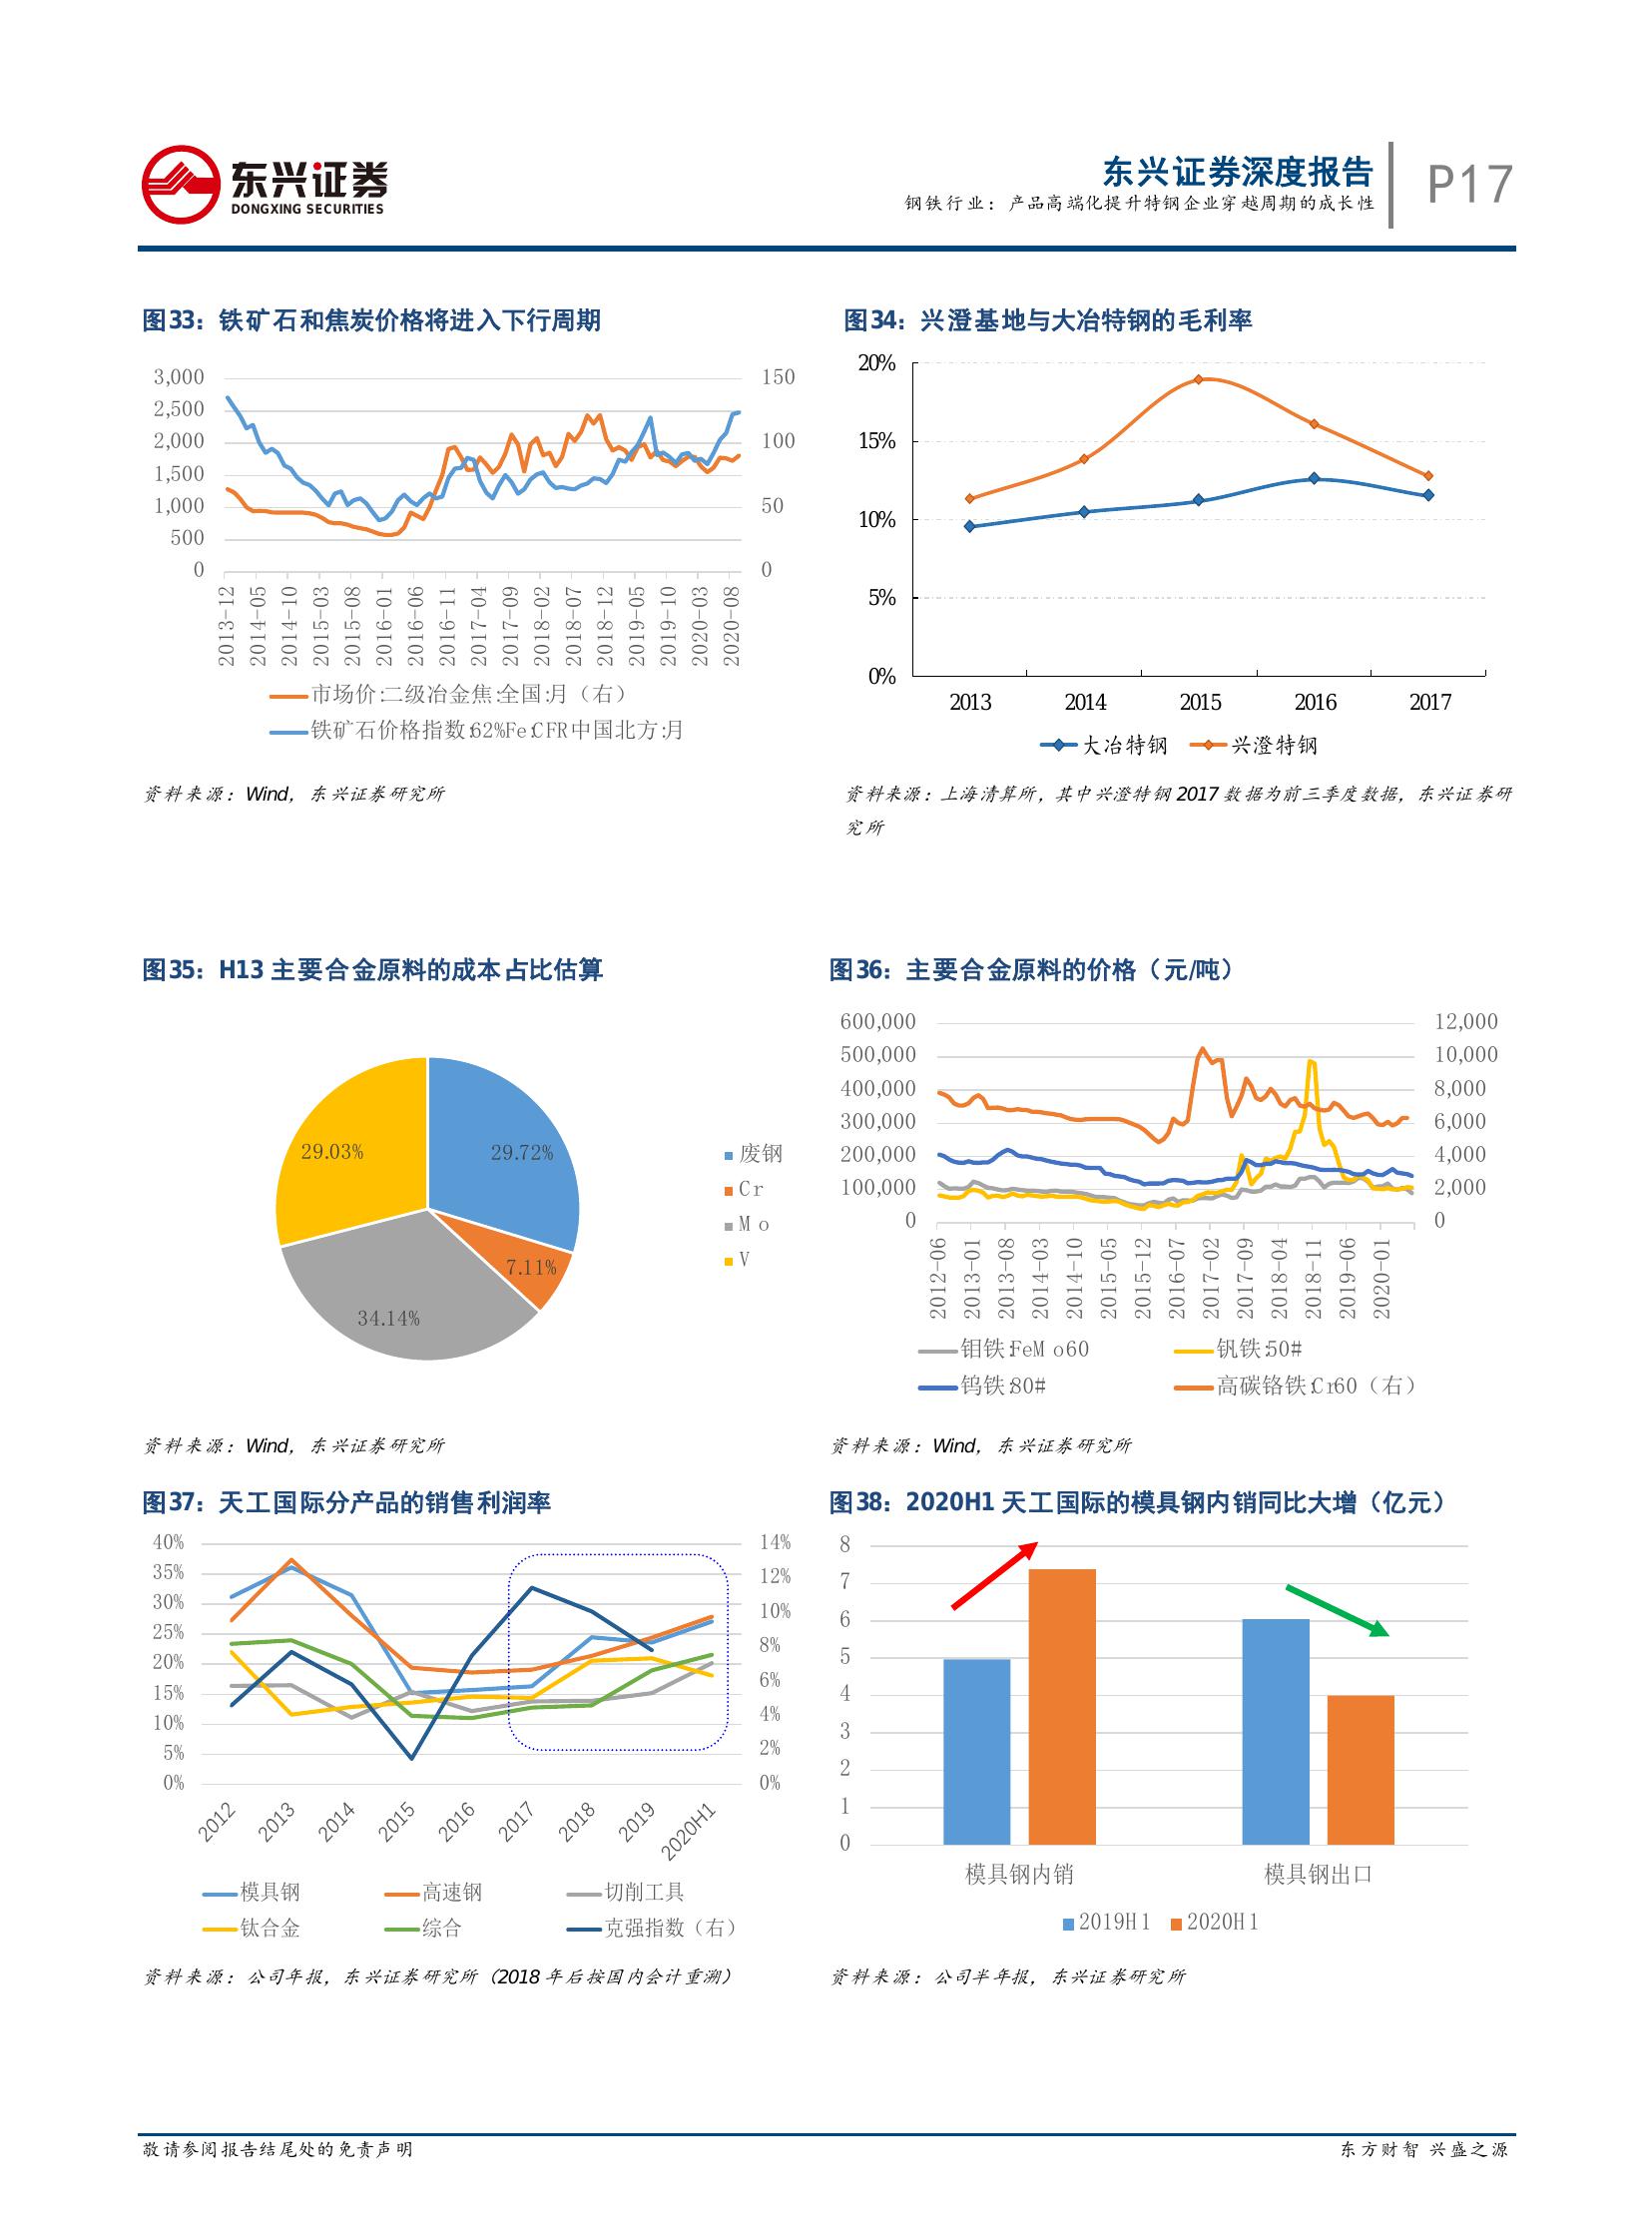 东兴证券
DONGXING SECURITIES
东兴证券深度报告
钢铁行业：产品高端化提升特钢企业穿越周期的成长性
P17
图33：铁矿石和焦炭价格将进入下行周期
3,000
2,500
2,000
1,500
1,000
500
0
150
100
50
0
2013-12
2014-05
2014-10
2015-03
2015-08
2016-01
2016-06
2016-11
2017-04
2017-09
2018-02
2018-07
2018-12
2019-05
2019-10
2020-03
2020-08
市场价:二级冶金焦:全国:月（右）
铁矿石价格指数:62%Fe:CFR中国北方:月
资料来源：Wind，东兴证券研究所
图34：兴澄基地与大冶特钢的毛利率
20%
15%
10%
5%
0%
2013
2014
2015
2016
2017
大冶特钢
兴澄特钢
资料来源：上海清算所，其中兴澄特钢2017数据为前三季度数据，东兴证券研
究所
图35：H13 主要合金原料的成本占比估算
29.03%
29.72%
7.11%
34.14%
废钢
Cr
Mo
V
资料来源：Wind，东兴证券研究所
图36：主要合金原料的价格（元/吨）
600,000
500,000
400,000
300,000
200,000
100,000
0
12,000
10,000
8,000
6,000
4,000
2,000
0
2012-06
2013-01
2013-08
2014-03
2014-10
2015-05
2015-12
2016-07
2017-02
2017-09
2018-04
2018-11
2019-06
2020-01
钼铁:FeMo60
钒铁:50#
钨铁:80#
高碳铬铁:Cr60（右）
资料来源：Wind，东兴证券研究所
图37：天工国际分产品的销售利润率
40%
35%
30%
25%
20%
15%
10%
5%
0%
14%
12%
10%
8%
6%
4%
2%
0%
2012
2013
2014
2015
2016
2017
2018
2019
2020H1
模具钢
高速钢
切削工具
钛合金
综合
克强指数（右）
资料来源：公司年报，东兴证券研究所（2018年后按国内会计重溯）
图38：2020H1 天工国际的模具钢内销同比大增（亿元）
8
7
6
5
4
3
2
1
0
模具钢内销
模具钢出口
2019H1
2020H1
资料来源：公司半年报，东兴证券研究所
敬请参阅报告结尾处的免责声明
东方财智 兴盛之源